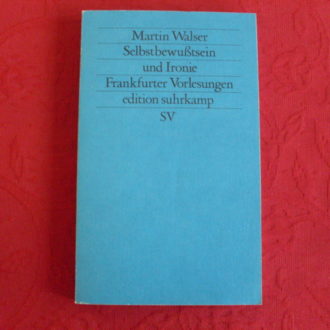 Martin Walser
Selbstbewußtsein
und Ironie
Frankfurter Vorlesungen
edition suhrkamp
SV